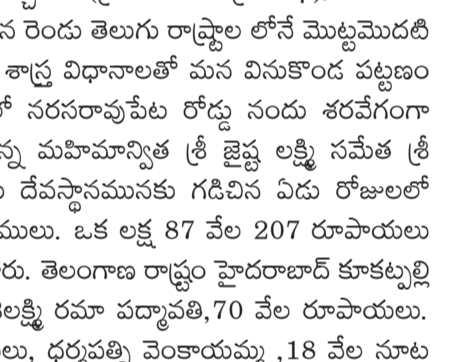 న రెండు తెలుగు రాష్ట్రాల లోనే మొట్టమొదటి
శాస్త్ర విధానాలతో మన వినుకొండ పట్టణం
లో నరసరావుపేట రోడ్డు నందు శరవేగంగా
న్న మహిమాన్విత శ్రీ జైష్ట లక్ష్మి సమేత శ్రీ
దేవస్థానమునకు గడిచిన ఏడు రోజులలో
ములు. ఒక లక్ష 87 వేల 207 రూపాయలు
రు. తెలంగాణ రాష్ట్రం హైదరాబాద్ కూకట్పల్లి
లక్ష్మి రమా పద్మావతి,70 వేల రూపాయలు.
లు, ధర్మపత్ని వెంకాయమ్మ ,18 వేల నూట